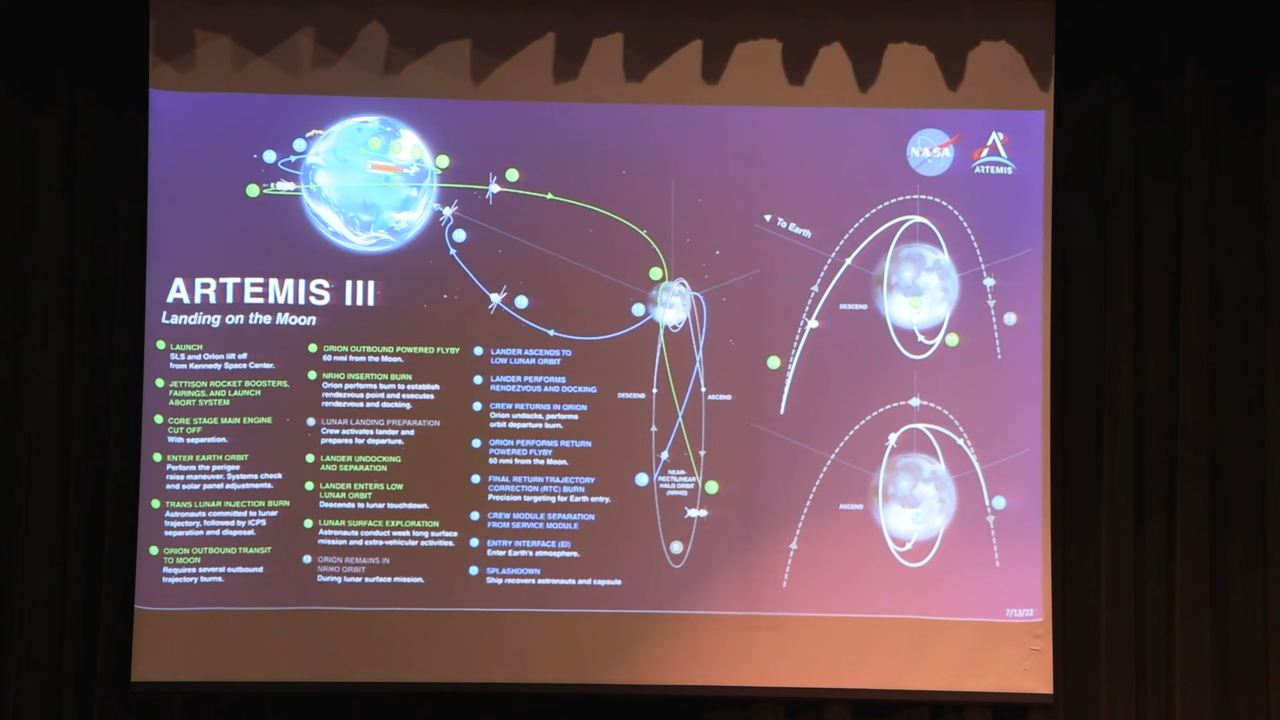 NASA
ARTEMIS
To Earth
ARTEMIS III
Landing on the Moon
LAUNCH
SLS and Orion lift off
from Kennedy Space Center.
JETTISON ROCKET BOOSTERS,
FAIRINGS, AND LAUNCH
ABORT SYSTEM
CORE STAGE MAIN ENGINE
CUT OFF
With separation.
ENTER EARTH ORBIT
Perform the perigee
raise maneuver. Systems check
and solar panel adjustments.
TRANS LUNAR INJECTION BURN
Astronauts committed to lunar
trajectory, followed by ICPS
separation and disposal.
ORION OUTBOUND TRANSIT
TO MOON
Requires several outbound
trajectory burns.
ORION OUTBOUND POWERED FLYBY
60 nmi from the Moon.
NRHO INSERTION BURN
Orion performs burn to establish
rendezvous point and executes
rendezvous and docking.
LUNAR LANDING PREPARATION
Crew activates lander and
prepares for departure.
LANDER UNDOCKING
AND SEPARATION
LANDER ENTERS LOW
LUNAR ORBIT
Descends to lunar touchdown.
LUNAR SURFACE EXPLORATION
Astronauts conduct week long surface
mission and extra-vehicular activities.
ORION REMAINS IN
NRHO ORBIT
During lunar surface mission.
LANDER ASCENDS TO
LOW LUNAR ORBIT
LANDER PERFORMS
RENDEZVOUS AND DOCKING
CREW RETURNS IN ORION
Orion undocks, performs
orbit departure burn.
ORION PERFORMS RETURN
POWERED FLYBY
60 nmi from the Moon.
FINAL RETURN TRAJECTORY
CORRECTION (RTC) BURN
Precision targeting for Earth entry.
CREW MODULE SEPARATION
FROM SERVICE MODULE
ENTRY INTERFACE (EI)
Enter Earth's atmosphere.
SPLASHDOWN
Ship recovers astronauts and capsule
DESCEND
ASCEND
NEAR-
RECTILINEAR
HALO ORBIT
(NRHO)
DESCEND
ASCEND
7/13/22